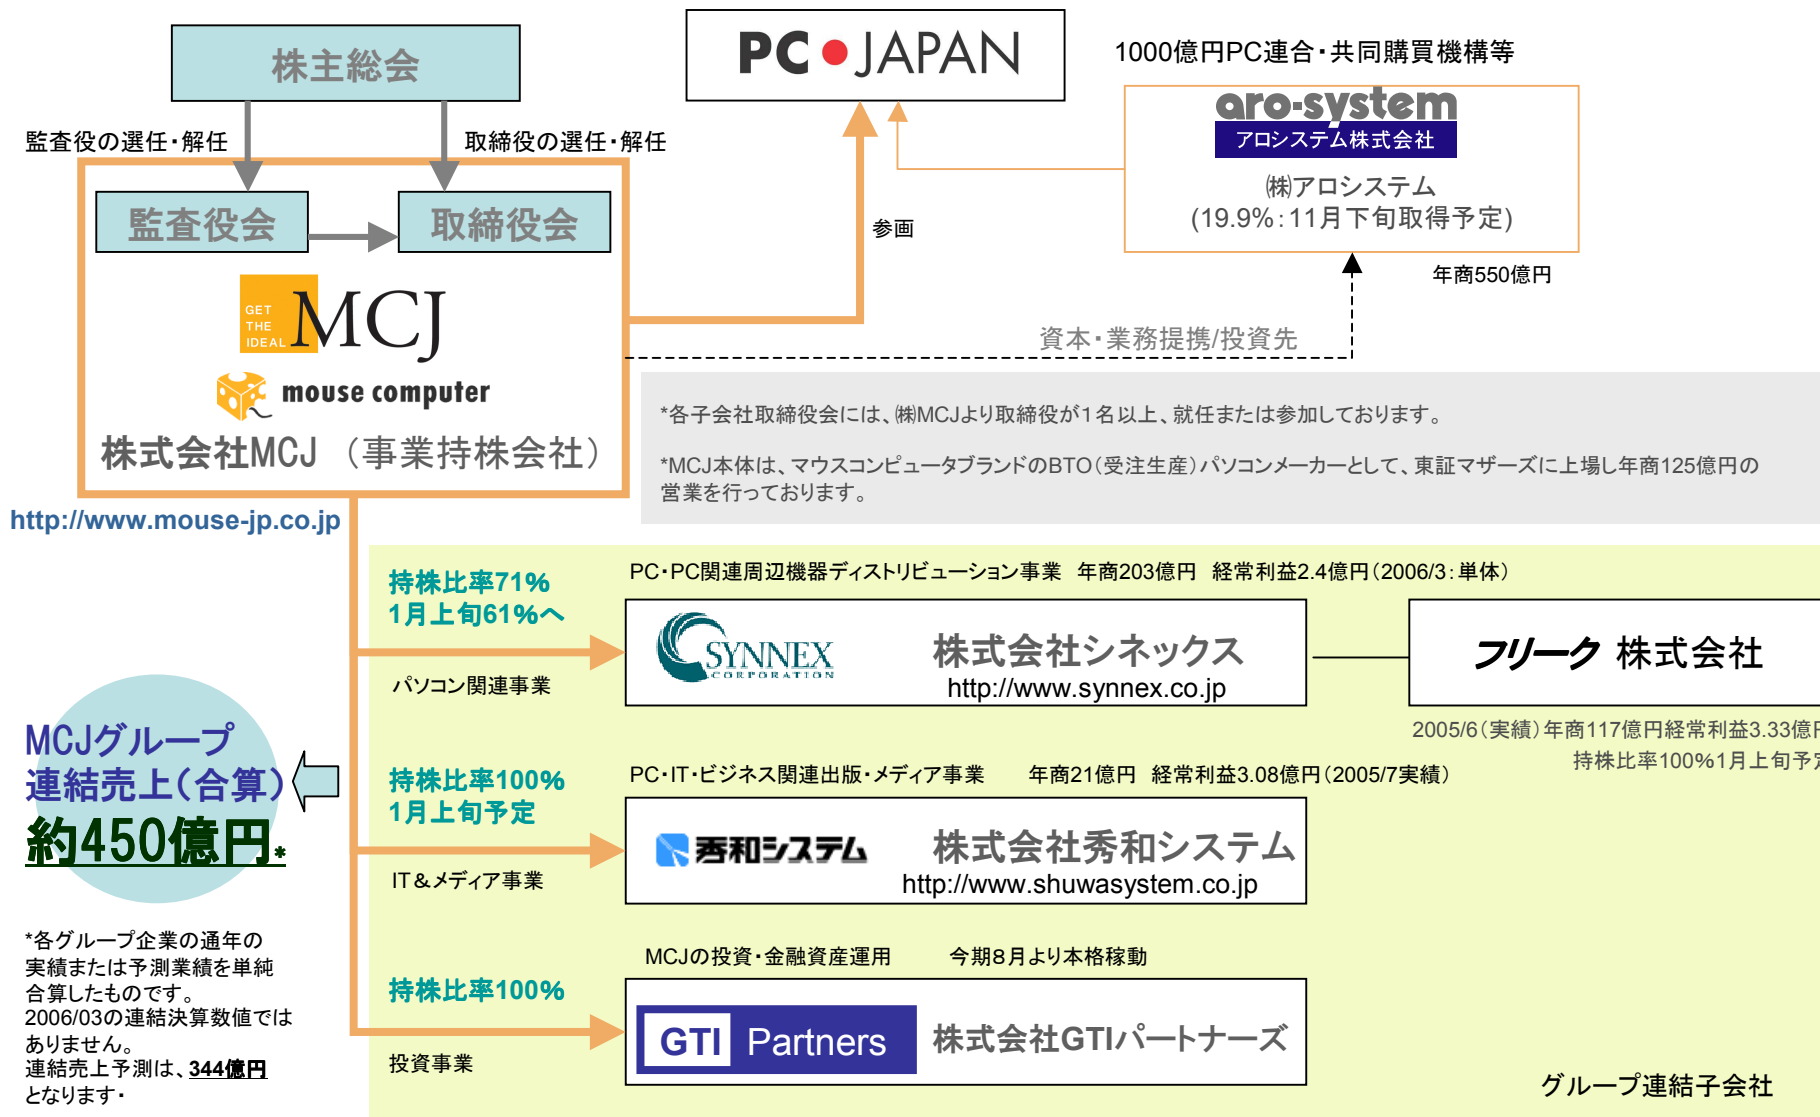 株主総会
監査役の選任・解任
取締役の選任・解任
監査役会
取締役会
GET
THE
IDEAL
MCJ
mouse computer
株式会社MCJ （事業持株会社）
http://www.mouse-jp.co.jp
PC●JAPAN
参画
1000億円PC連合・共同購買機構等
aro-system
アロシステム株式会社
㈱アロシステム
(19.9%：11月下旬取得予定)
年商550億円
資本・業務提携/投資先
*各子会社取締役会には、㈱MCJより取締役が１名以上、就任または参加しております。
*MCJ本体は、マウスコンピュータブランドのBTO（受注生産）パソコンメーカーとして、東証マザーズに上場し年商125億円の
営業を行っております。
持株比率71%
1月上旬61%へ
パソコン関連事業
PC・PC関連周辺機器ディストリビューション事業 年商203億円 経常利益2.4億円（2006/3：単体）
SYNNEX
CORPORATION
株式会社シネックス
http://www.synnex.co.jp
フリーク 株式会社
2005/6（実績）年商117億円経常利益3.33億円
持株比率100%1月上旬予定
持株比率100%
1月上旬予定
IT＆メディア事業
PC・IT・ビジネス関連出版・メディア事業 年商21億円 経常利益3.08億円（2005/7実績）
秀和システム
株式会社秀和システム
http://www.shuwasystem.co.jp
MCJの投資・金融資産運用 今期８月より本格稼動
持株比率100%
投資事業
GTI Partners
株式会社GTIパートナーズ
グループ連結子会社
MCJグループ
連結売上（合算）
約450億円*
*各グループ企業の通年の
実績または予測業績を単純
合算したものです。
2006/03の連結決算数値では
ありません。
連結売上予測は、344億円
となります・